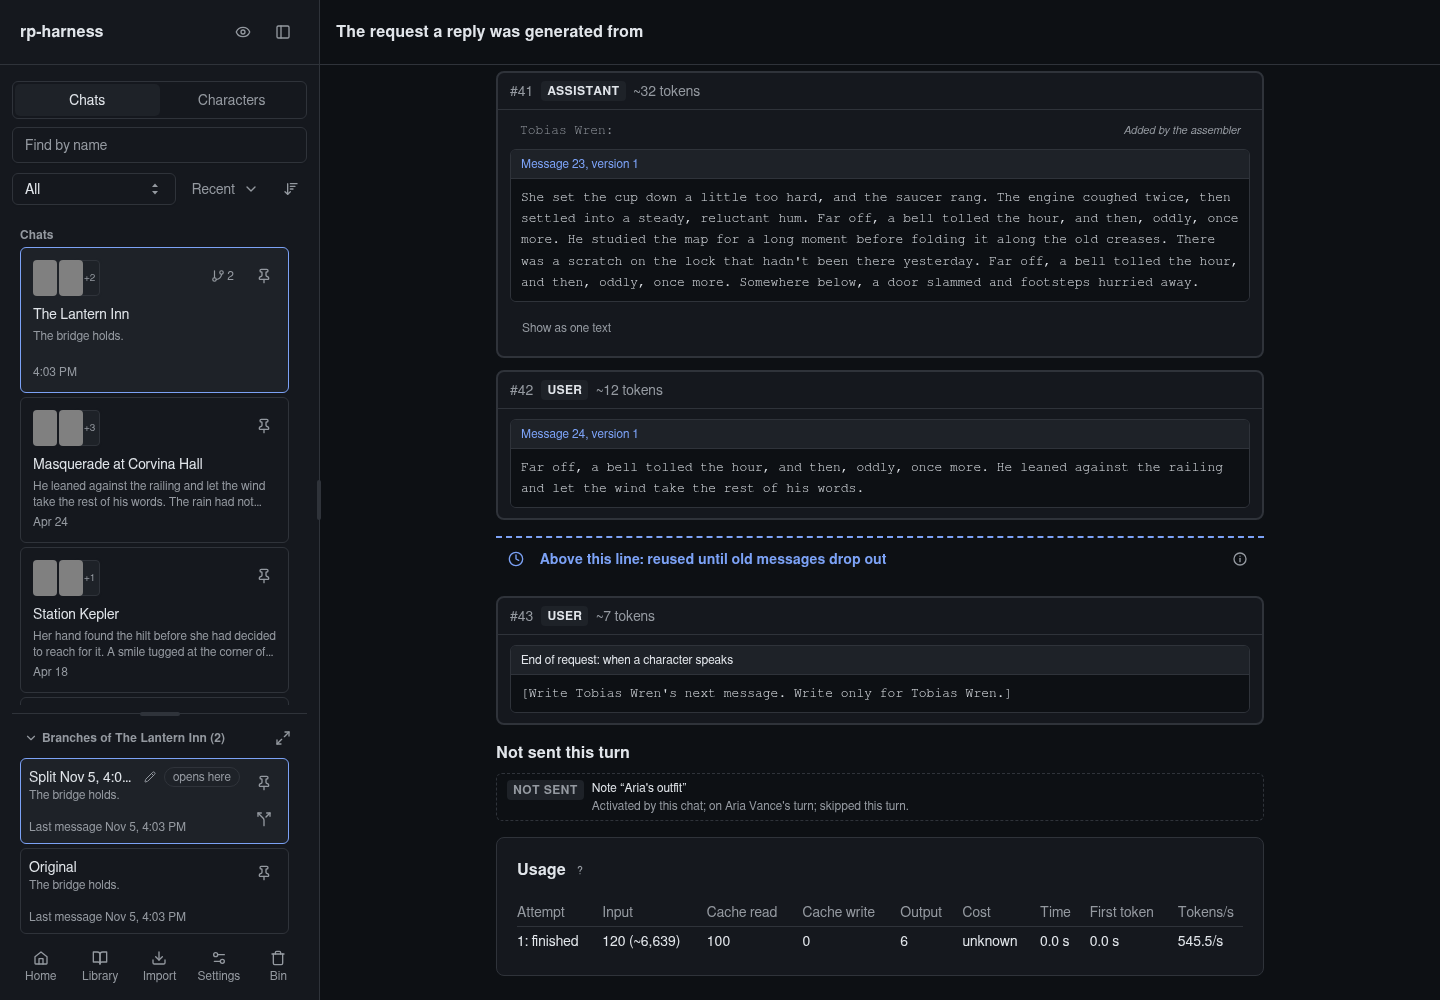 rp-harness
The request a reply was generated from
Chats
Characters
Find by name
All
Recent
Chats
+2
2
The Lantern Inn
The bridge holds.
4:03 PM
+3
Masquerade at Corvina Hall
He leaned against the railing and let the wind
take the rest of his words. The rain had not…
Apr 24
+1
Station Kepler
Her hand found the hilt before she had decided
to reach for it. A smile tugged at the corner of…
Apr 18
Branches of The Lantern Inn (2)
Split Nov 5, 4:0…
opens here
The bridge holds.
Last message Nov 5, 4:03 PM
Original
The bridge holds.
Last message Nov 5, 4:03 PM
Home
Library
Import
Settings
Bin
#41 ASSISTANT ~32 tokens
Tobias Wren:
Added by the assembler
Message 23, version 1
She set the cup down a little too hard, and the saucer rang. The engine coughed twice, then
settled into a steady, reluctant hum. Far off, a bell tolled the hour, and then, oddly, once
more. He studied the map for a long moment before folding it along the old creases. There
was a scratch on the lock that hadn't been there yesterday. Far off, a bell tolled the hour,
and then, oddly, once more. Somewhere below, a door slammed and footsteps hurried away.
Show as one text
#42 USER ~12 tokens
Message 24, version 1
Far off, a bell tolled the hour, and then, oddly, once more. He leaned against the railing
and let the wind take the rest of his words.
Above this line: reused until old messages drop out
#43 USER ~7 tokens
End of request: when a character speaks
[Write Tobias Wren's next message. Write only for Tobias Wren.]
Not sent this turn
NOT SENT
Note “Aria's outfit”
Activated by this chat; on Aria Vance's turn; skipped this turn.
Usage ?
Attempt Input Cache read Cache write Output Cost Time First token Tokens/s
1: finished 120 (~6,639) 100 0 6 unknown 0.0 s 0.0 s 545.5/s